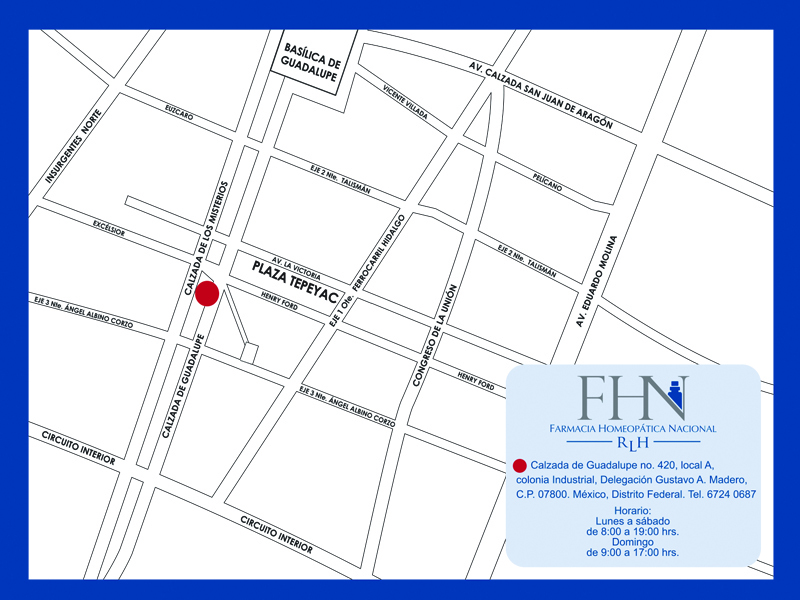 BASÍLICA DE
GUADALUPE
AV. CALZADA SAN JUAN DE ARAGÓN
VICENTE VILLADA
EUZCARO
INSURGENTES NORTE
EJE 2 Nte. TALISMÁN
PELÍCANO
CALZADA DE LOS MISTERIOS
EXCÉLSIOR
EJE 1 Ote. FERROCARRIL HIDALGO
AV. LA VICTORIA
PLAZA TEPEYAC
HENRY FORD
EJE 2 Nte. TALISMÁN
AV. EDUARDO MOLINA
EJE 3 Nte. ÁNGEL ALBINO CORZO
CONGRESO DE LA UNIÓN
CALZADA DE GUADALUPE
HENRY FORD
EJE 3 Nte. ÁNGEL ALBINO CORZO
CIRCUITO INTERIOR
CIRCUITO INTERIOR
FHN
FARMACIA HOMEOPÁTICA NACIONAL
RLH
Calzada de Guadalupe no. 420, local A,
colonia Industrial, Delegación Gustavo A. Madero,
C.P. 07800. México, Distrito Federal. Tel. 6724 0687
Horario:
Lunes a sábado
de 8:00 a 19:00 hrs.
Domingo
de 9:00 a 17:00 hrs.